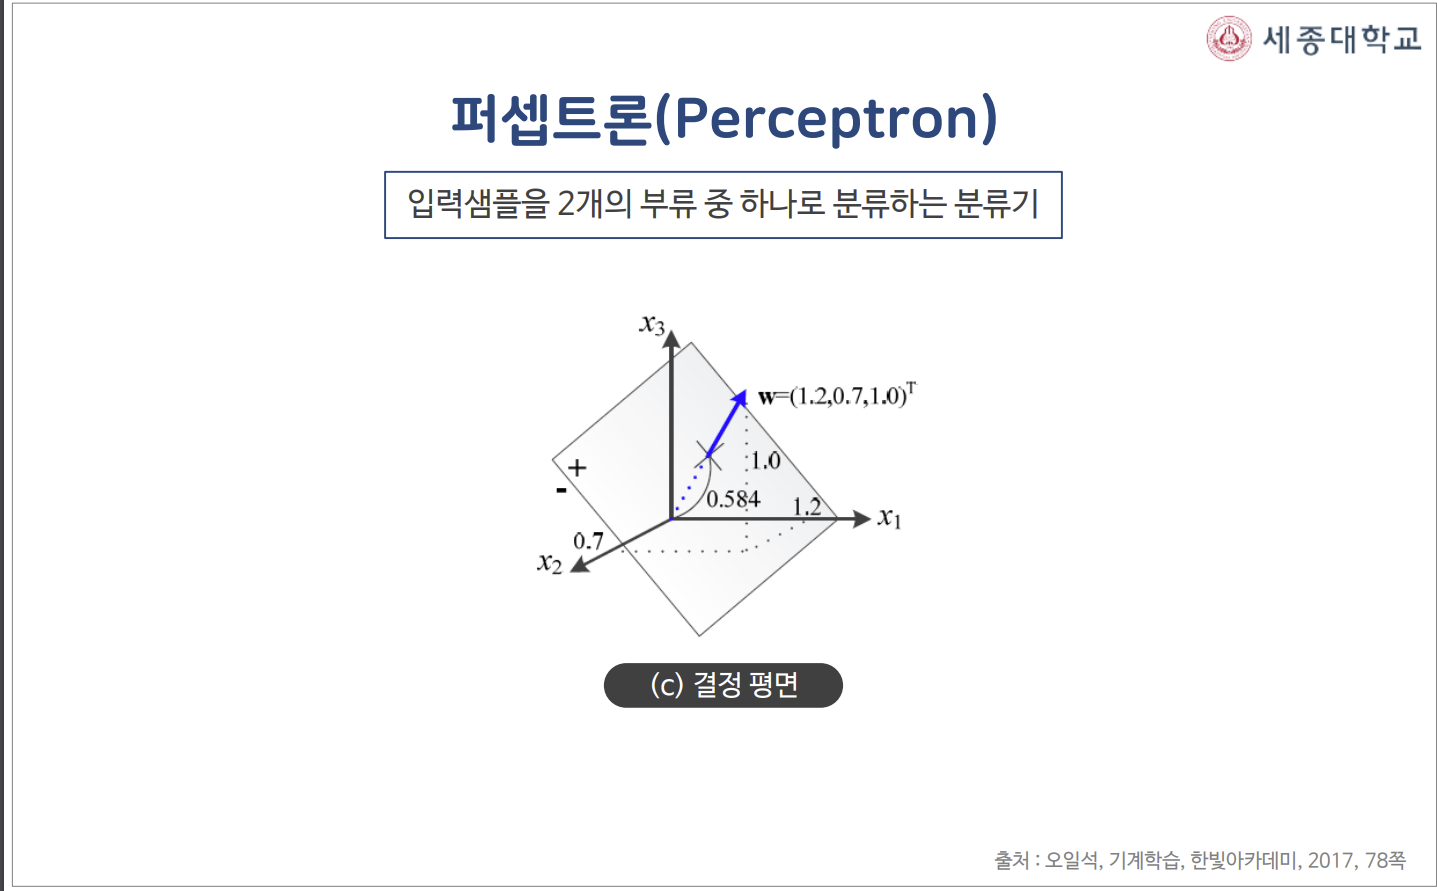 세종대학교
퍼셉트론(Perceptron)
입력샘플을 2개의 부류 중 하나로 분류하는 분류기
x₃
w=(1.2,0.7,1.0)ᵀ
+
-
1.0
0.584
1.2
x₁
0.7
x₂
(c) 결정 평면
출처 : 오일석, 기계학습, 한빛아카데미, 2017, 78쪽